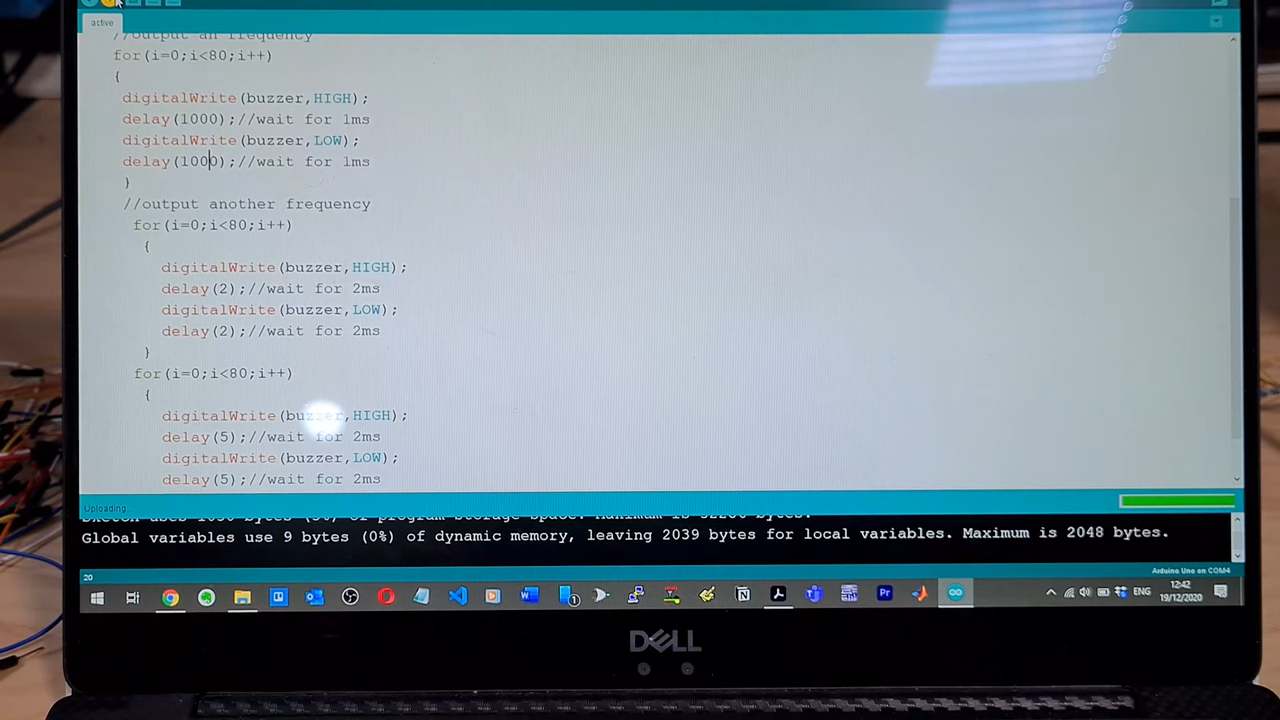 active
//output an frequency
for(i=0;i<80;i++)
{
digitalWrite(buzzer,HIGH);
delay(1000);//wait for 1ms
digitalWrite(buzzer,LOW);
delay(1000);//wait for 1ms
}
//output another frequency
for(i=0;i<80;i++)
{
digitalWrite(buzzer,HIGH);
delay(2);//wait for 2ms
digitalWrite(buzzer,LOW);
delay(2);//wait for 2ms
}
for(i=0;i<80;i++)
{
digitalWrite(buzzer,HIGH);
delay(5);//wait for 2ms
digitalWrite(buzzer,LOW);
delay(5);//wait for 2ms
Uploading
Global variables use 9 bytes (0%) of dynamic memory, leaving 2039 bytes for local variables. Maximum is 2048 bytes.
20
Arduino Uno on COM4
ENG
12:42
19/12/2020
DELL